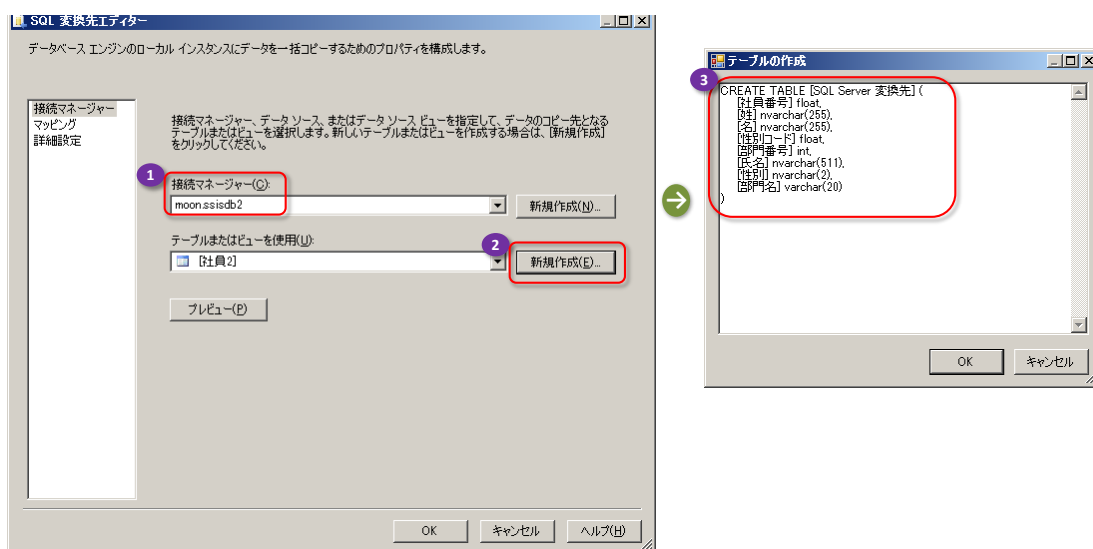 SQL 変換先エディター
データベース エンジンのローカル インスタンスにデータを一括コピーするためのプロパティを構成します。
接続マネージャー
マッピング
詳細設定
接続マネージャー、データ ソース、またはデータ ソース ビューを指定して、データのコピー先となる
テーブルまたはビューを選択します。新しいテーブルまたはビューを作成する場合は、[新規作成]
をクリックしてください。
1
接続マネージャー(C):
moon.ssisdb2
新規作成(N)...
テーブルまたはビューを使用(U):
2
[社員2]
新規作成(E)...
プレビュー(P)
OK
キャンセル
ヘルプ(H)
テーブルの作成
3
CREATE TABLE [SQL Server 変換先] (
[社員番号] float,
[姓] nvarchar(255),
[名] nvarchar(255),
[性別コード] float,
[部門番号] int,
[氏名] nvarchar(511),
[性別] nvarchar(2),
[部門名] varchar(20)
)
OK
キャンセル